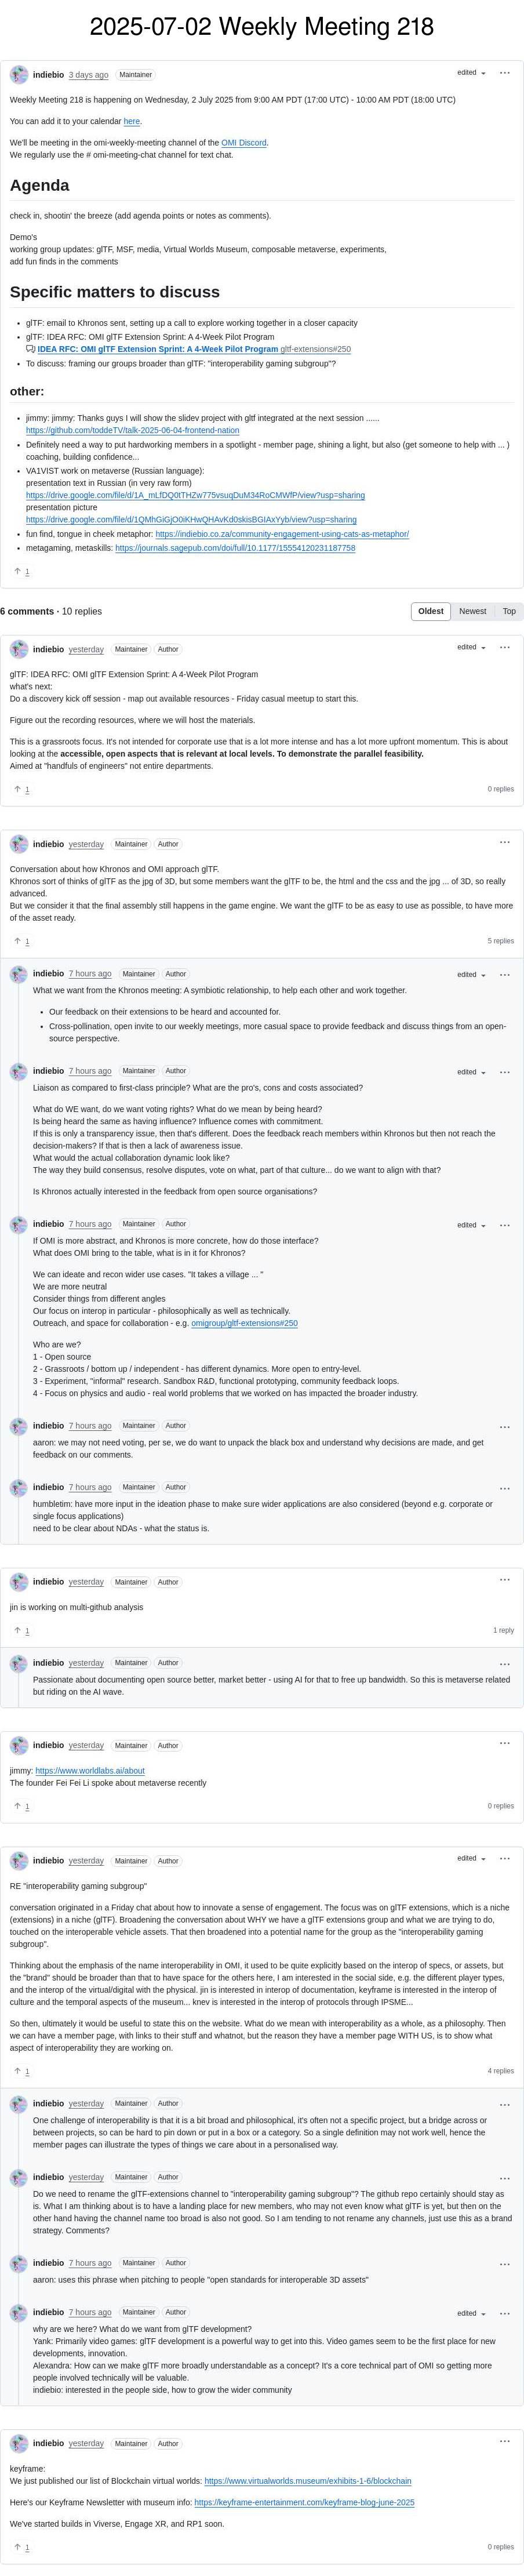 2025-07-02 Weekly Meeting 218
indiebio 3 days ago Maintainer edited
Weekly Meeting 218 is happening on Wednesday, 2 July 2025 from 9:00 AM PDT (17:00 UTC) - 10:00 AM PDT (18:00 UTC)
You can add it to your calendar here.
We'll be meeting in the omi-weekly-meeting channel of the OMI Discord.
We regularly use the # omi-meeting-chat channel for text chat.
Agenda
check in, shootin' the breeze (add agenda points or notes as comments).
Demo's
working group updates: glTF, MSF, media, Virtual Worlds Museum, composable metaverse, experiments,
add fun finds in the comments
Specific matters to discuss
glTF: email to Khronos sent, setting up a call to explore working together in a closer capacity
glTF: IDEA RFC: OMI glTF Extension Sprint: A 4-Week Pilot Program
IDEA RFC: OMI glTF Extension Sprint: A 4-Week Pilot Program gltf-extensions#250
To discuss: framing our groups broader than glTF: "interoperability gaming subgroup"?
other:
jimmy: jimmy: Thanks guys I will show the slidev project with gltf integrated at the next session ......
https://github.com/toddeTV/talk-2025-06-04-frontend-nation
Definitely need a way to put hardworking members in a spotlight - member page, shining a light, but also (get someone to help with ... )
coaching, building confidence...
VA1VIST work on metaverse (Russian language):
presentation text in Russian (in very raw form)
https://drive.google.com/file/d/1A_mLfDQ0tTHZw775vsuqDuM34RoCMWfP/view?usp=sharing
presentation picture
https://drive.google.com/file/d/1QMhGiGjO0iKHwQHAvKd0skisBGIAxYyb/view?usp=sharing
fun find, tongue in cheek metaphor: https://indiebio.co.za/community-engagement-using-cats-as-metaphor/
metagaming, metaskills: https://journals.sagepub.com/doi/full/10.1177/15554120231187758
1
6 comments · 10 replies Oldest Newest Top
indiebio yesterday Maintainer Author edited
glTF: IDEA RFC: OMI glTF Extension Sprint: A 4-Week Pilot Program
what's next:
Do a discovery kick off session - map out available resources - Friday casual meetup to start this.
Figure out the recording resources, where we will host the materials.
This is a grassroots focus. It's not intended for corporate use that is a lot more intense and has a lot more upfront momentum. This is about
looking at the accessible, open aspects that is relevant at local levels. To demonstrate the parallel feasibility.
Aimed at "handfuls of engineers" not entire departments.
1 0 replies
indiebio yesterday Maintainer Author
Conversation about how Khronos and OMI approach glTF.
Khronos sort of thinks of glTF as the jpg of 3D, but some members want the glTF to be, the html and the css and the jpg ... of 3D, so really
advanced.
But we consider it that the final assembly still happens in the game engine. We want the glTF to be as easy to use as possible, to have more
of the asset ready.
1 5 replies
indiebio 7 hours ago Maintainer Author edited
What we want from the Khronos meeting: A symbiotic relationship, to help each other and work together.
Our feedback on their extensions to be heard and accounted for.
Cross-pollination, open invite to our weekly meetings, more casual space to provide feedback and discuss things from an open-
source perspective.
indiebio 7 hours ago Maintainer Author edited
Liaison as compared to first-class principle? What are the pro's, cons and costs associated?
What do WE want, do we want voting rights? What do we mean by being heard?
Is being heard the same as having influence? Influence comes with commitment.
If this is only a transparency issue, then that's different. Does the feedback reach members within Khronos but then not reach the
decision-makers? If that is then a lack of awareness issue.
What would the actual collaboration dynamic look like?
The way they build consensus, resolve disputes, vote on what, part of that culture... do we want to align with that?
Is Khronos actually interested in the feedback from open source organisations?
indiebio 7 hours ago Maintainer Author edited
If OMI is more abstract, and Khronos is more concrete, how do those interface?
What does OMI bring to the table, what is in it for Khronos?
We can ideate and recon wider use cases. "It takes a village ... "
We are more neutral
Consider things from different angles
Our focus on interop in particular - philosophically as well as technically.
Outreach, and space for collaboration - e.g. omigroup/gltf-extensions#250
Who are we?
1 - Open source
2 - Grassroots / bottom up / independent - has different dynamics. More open to entry-level.
3 - Experiment, "informal" research. Sandbox R&D, functional prototyping, community feedback loops.
4 - Focus on physics and audio - real world problems that we worked on has impacted the broader industry.
indiebio 7 hours ago Maintainer Author
aaron: we may not need voting, per se, we do want to unpack the black box and understand why decisions are made, and get
feedback on our comments.
indiebio 7 hours ago Maintainer Author
humbletim: have more input in the ideation phase to make sure wider applications are also considered (beyond e.g. corporate or
single focus applications)
need to be clear about NDAs - what the status is.
indiebio yesterday Maintainer Author
jin is working on multi-github analysis
1 1 reply
indiebio yesterday Maintainer Author
Passionate about documenting open source better, market better - using AI for that to free up bandwidth. So this is metaverse related
but riding on the AI wave.
indiebio yesterday Maintainer Author
jimmy: https://www.worldlabs.ai/about
The founder Fei Fei Li spoke about metaverse recently
1 0 replies
indiebio yesterday Maintainer Author edited
RE "interoperability gaming subgroup"
conversation originated in a Friday chat about how to innovate a sense of engagement. The focus was on glTF extensions, which is a niche
(extensions) in a niche (glTF). Broadening the conversation about WHY we have a glTF extensions group and what we are trying to do,
touched on the interoperable vehicle assets. That then broadened into a potential name for the group as the "interoperability gaming
subgroup".
Thinking about the emphasis of the name interoperability in OMI, it used to be quite explicitly based on the interop of specs, or assets, but
the "brand" should be broader than that to have space for the others here, I am interested in the social side, e.g. the different player types,
and the interop of the virtual/digital with the physical. jin is interested in interop of documentation, keyframe is interested in the interop of
culture and the temporal aspects of the museum... knev is interested in the interop of protocols through IPSME...
So then, ultimately it would be useful to state this on the website. What do we mean with interoperability as a whole, as a philosophy. Then
we can have a member page, with links to their stuff and whatnot, but the reason they have a member page WITH US, is to show what
aspect of interoperability they are working on.
1 4 replies
indiebio yesterday Maintainer Author
One challenge of interoperability is that it is a bit broad and philosophical, it's often not a specific project, but a bridge across or
between projects, so can be hard to pin down or put in a box or a category. So a single definition may not work well, hence the
member pages can illustrate the types of things we care about in a personalised way.
indiebio yesterday Maintainer Author
Do we need to rename the glTF-extensions channel to "interoperability gaming subgroup"? The github repo certainly should stay as
is. What I am thinking about is to have a landing place for new members, who may not even know what glTF is yet, but then on the
other hand having the channel name too broad is also not good. So I am tending to not rename any channels, just use this as a brand
strategy. Comments?
indiebio 7 hours ago Maintainer Author
aaron: uses this phrase when pitching to people "open standards for interoperable 3D assets"
indiebio 7 hours ago Maintainer Author edited
why are we here? What do we want from glTF development?
Yank: Primarily video games: glTF development is a powerful way to get into this. Video games seem to be the first place for new
developments, innovation.
Alexandra: How can we make glTF more broadly understandable as a concept? It's a core technical part of OMI so getting more
people involved technically will be valuable.
indiebio: interested in the people side, how to grow the wider community
indiebio yesterday Maintainer Author
keyframe:
We just published our list of Blockchain virtual worlds: https://www.virtualworlds.museum/exhibits-1-6/blockchain
Here's our Keyframe Newsletter with museum info: https://keyframe-entertainment.com/keyframe-blog-june-2025
We've started builds in Viverse, Engage XR, and RP1 soon.
1 0 replies